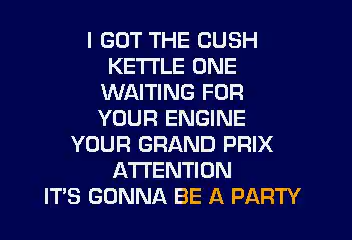 I GOT THE CUSH
KETTLE ONE
WAITING FOR
YOUR ENGINE
YOUR GRAND PRIX
ATTENTION
IT'S GONNA BE A PARTY